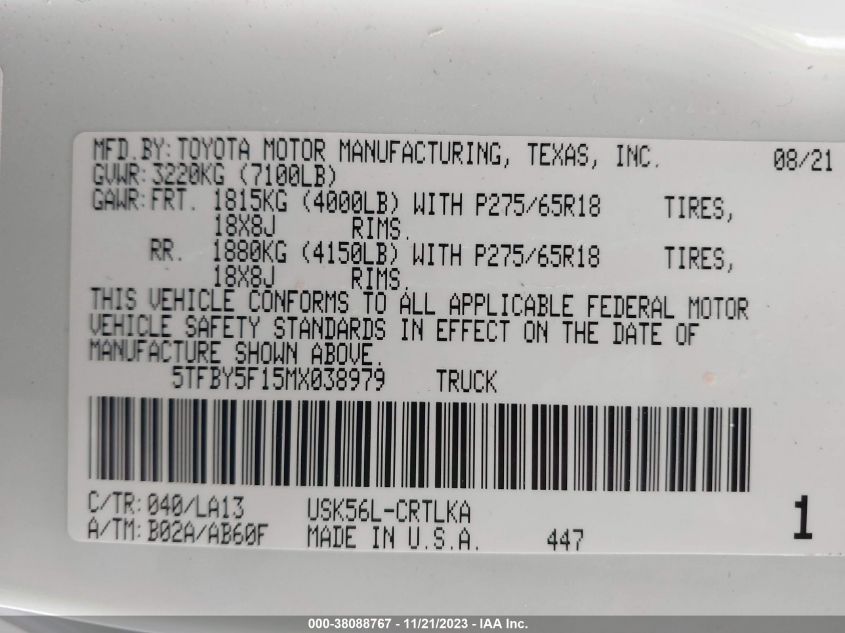 MFD.BY:TOYOTA MOTOR MANUFACTURING, TEXAS, INC. 08/21
GVWR:3220KG (7100LB)
GAWR:FRT. 1815KG (4000LB) WITH P275/65R18 TIRES,
18X8J RIMS.
RR. 1880KG (4150LB) WITH P275/65R18 TIRES,
18X8J RIMS.
THIS VEHICLE CONFORMS TO ALL APPLICABLE FEDERAL MOTOR
VEHICLE SAFETY STANDARDS IN EFFECT ON THE DATE OF
MANUFACTURE SHOWN ABOVE.
5TFBY5F15MX038979 TRUCK
C/TR:040/LA13 USK56L-CRTLKA
A/TM:B02A/AB60F MADE IN U.S.A. 447 1
000-38088767 - 11/21/2023 - IAA Inc.